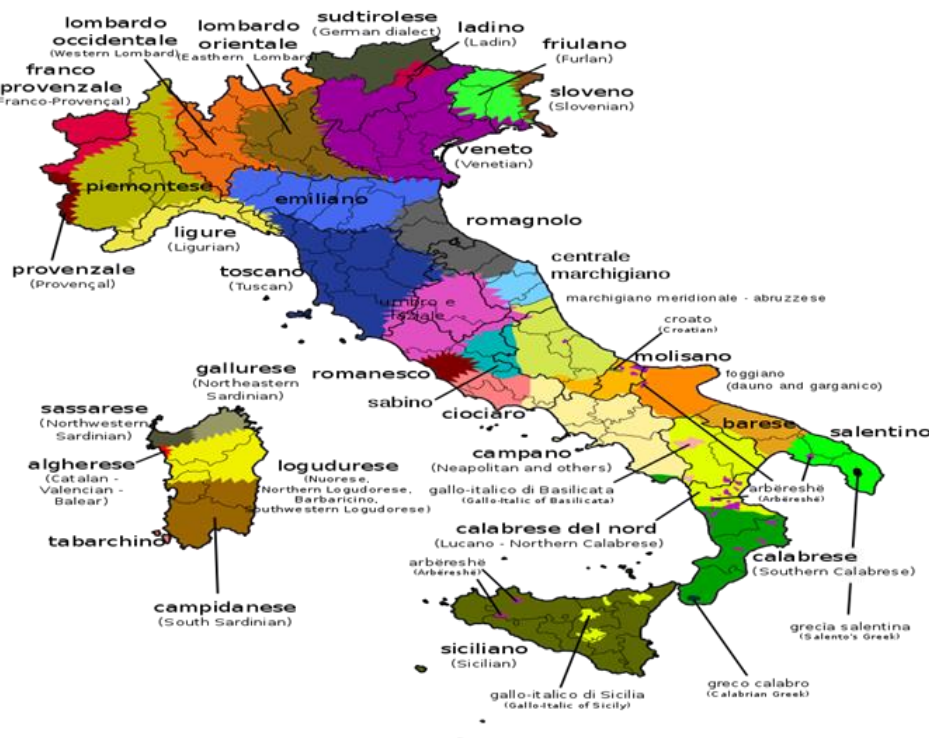 lombardo
occidentale
(Western Lombard)
lombardo
orientale
(Eastern Lombard)
sudtirolese
(German dialect)
ladino
(Ladin)
friulano
(Furlan)
sloveno
(Slovenian)
franco
provenzale
Franco-Provençal)
veneto
(Venetian)
piemontese
emiliano
romagnolo
ligure
(Ligurian)
provenzale
(Provençal)
toscano
(Tuscan)
centrale
marchigiano
marchigiano meridionale - abruzzese
umbro e
laziale
croato
(Croatian)
molisano
foggiano
(dauno and garganico)
romanesco
sabino
ciociaro
gallurese
(Northeastern
Sardinian)
sassarese
(Northwestern
Sardinian)
algherese
(Catalan -
Valencian -
Balear)
logudurese
(Nuorese,
Northern Logudorese,
Barbaricino,
Southwestern Logudorese)
tabarchino
campidanese
(South Sardinian)
barese
salentino
campano
(Neapolitan and others)
gallo-italico di Basilicata
(Gallo-Italic of Basilicata)
arbëreshë
(Arbëreshë)
calabrese del nord
(Lucano - Northern Calabrese)
calabrese
(Southern Calabrese)
arbëreshë
(Arbëreshë)
grecìa salentina
(Salento's Greek)
siciliano
(Sicilian)
gallo-italico di Sicilia
(Gallo-Italic of Sicily)
greco calabro
(Calabrian Greek)